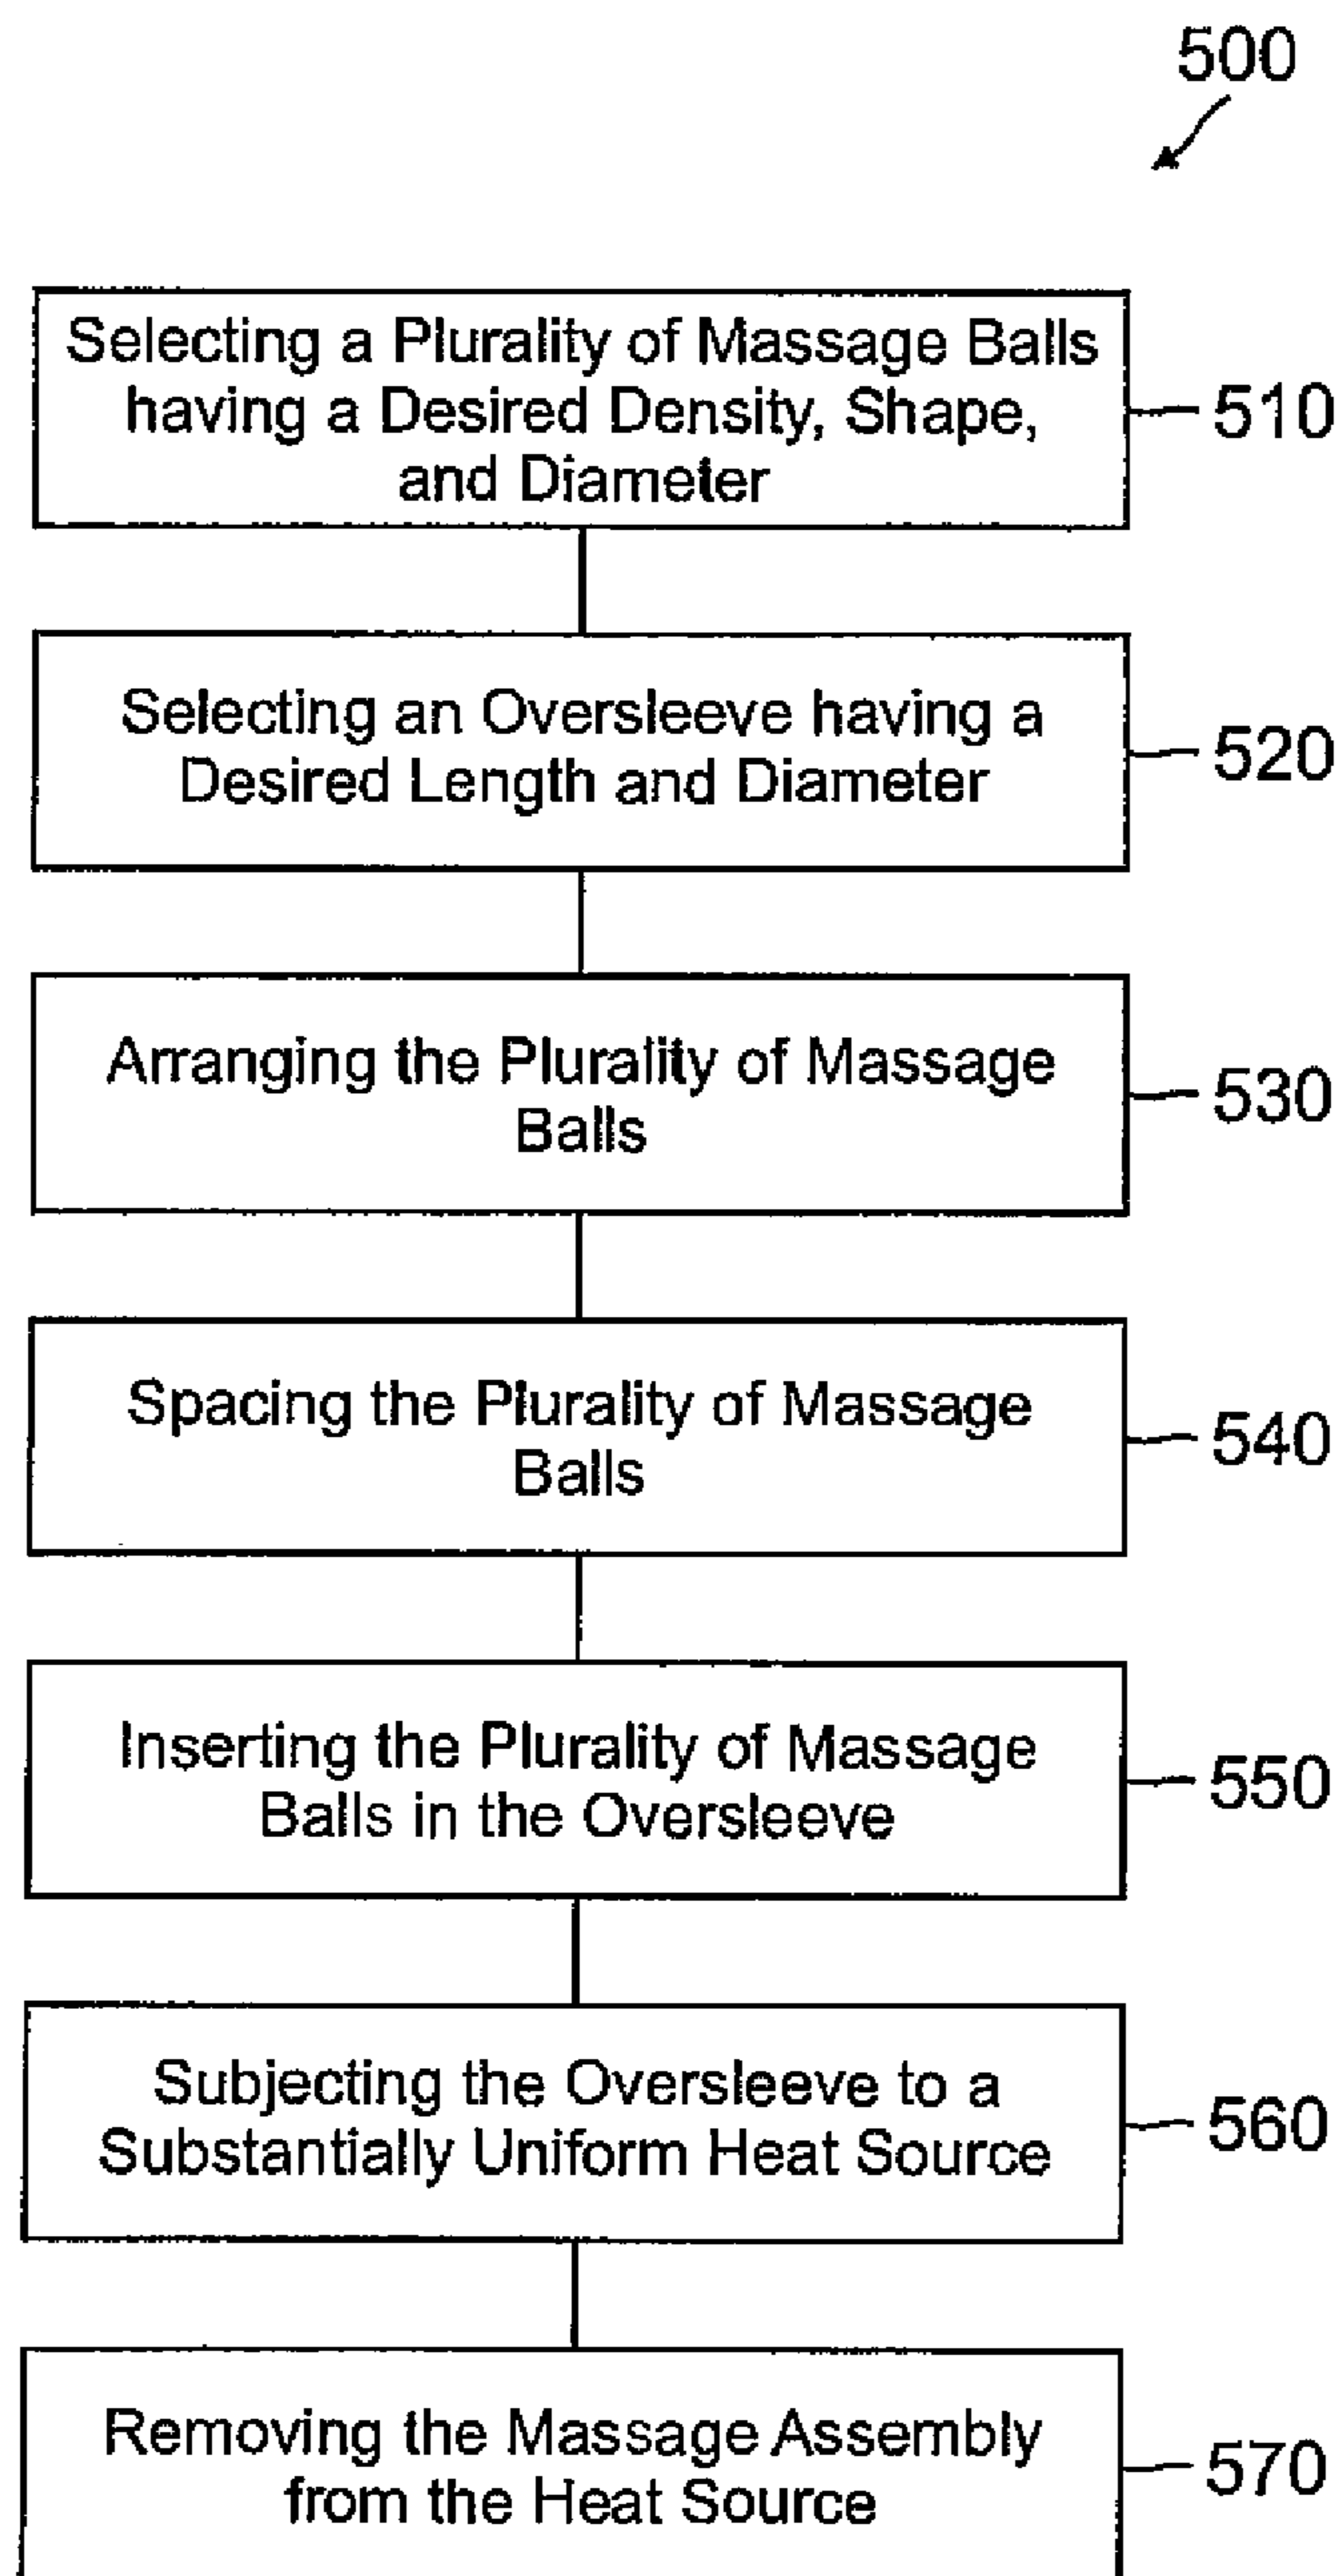 500
Selecting a Plurality of Massage Balls
having a Desired Density, Shape,
and Diameter
510
Selecting an Oversleeve having a
Desired Length and Diameter
520
Arranging the Plurality of Massage
Balls
530
Spacing the Plurality of Massage
Balls
540
Inserting the Plurality of Massage
Balls in the Oversleeve
550
Subjecting the Oversleeve to a
Substantially Uniform Heat Source
560
Removing the Massage Assembly
from the Heat Source
570